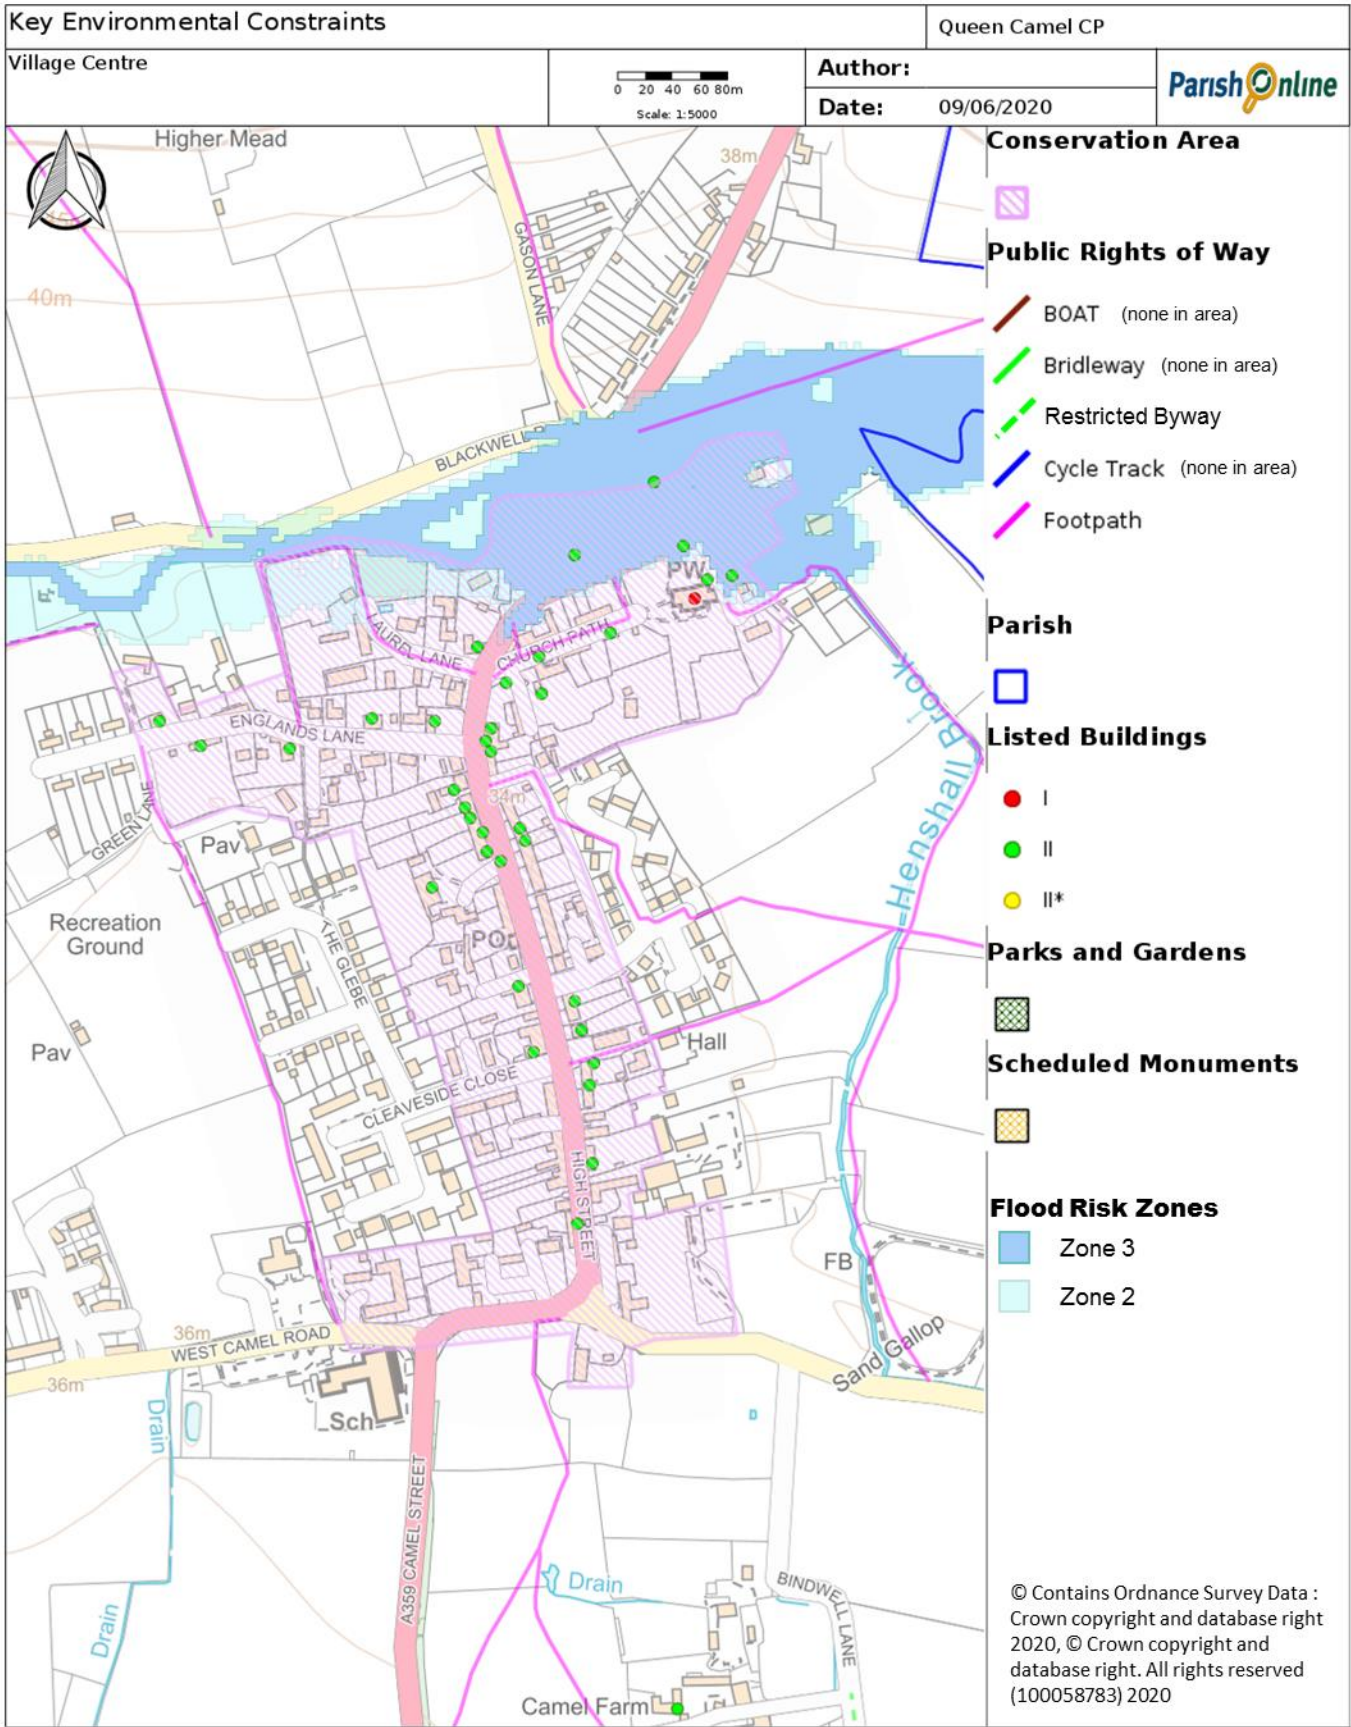 Key Environmental Constraints
Queen Camel CP
Village Centre
0 20 40 60 80m
Scale: 1:5000
Author:
Date: 09/06/2020
Parish Online
Higher Mead
38m
45m
40m
GASON LANE
BLACKWELL
PW
LAUREL LANE
CHURCH PATH
ENGLANDS LANE
GREEN LANE
34m
Pav
Recreation
Ground
THE GLEBE
PO
Pav
Hall
CLEAVESIDE CLOSE
HIGH STREET
Henshall Brook
FB
Sand Gallop
36m
WEST CAMEL ROAD
36m
Sch
Drain
A359 CAMEL STREET
Drain
Drain
BINDWELL LANE
Camel Farm
Conservation Area
Public Rights of Way
BOAT (none in area)
Bridleway (none in area)
Restricted Byway
Cycle Track (none in area)
Footpath
Parish
Listed Buildings
I
II
II*
Parks and Gardens
Scheduled Monuments
Flood Risk Zones
Zone 3
Zone 2
© Contains Ordnance Survey Data :
Crown copyright and database right
2020, © Crown copyright and
database right. All rights reserved
(100058783) 2020